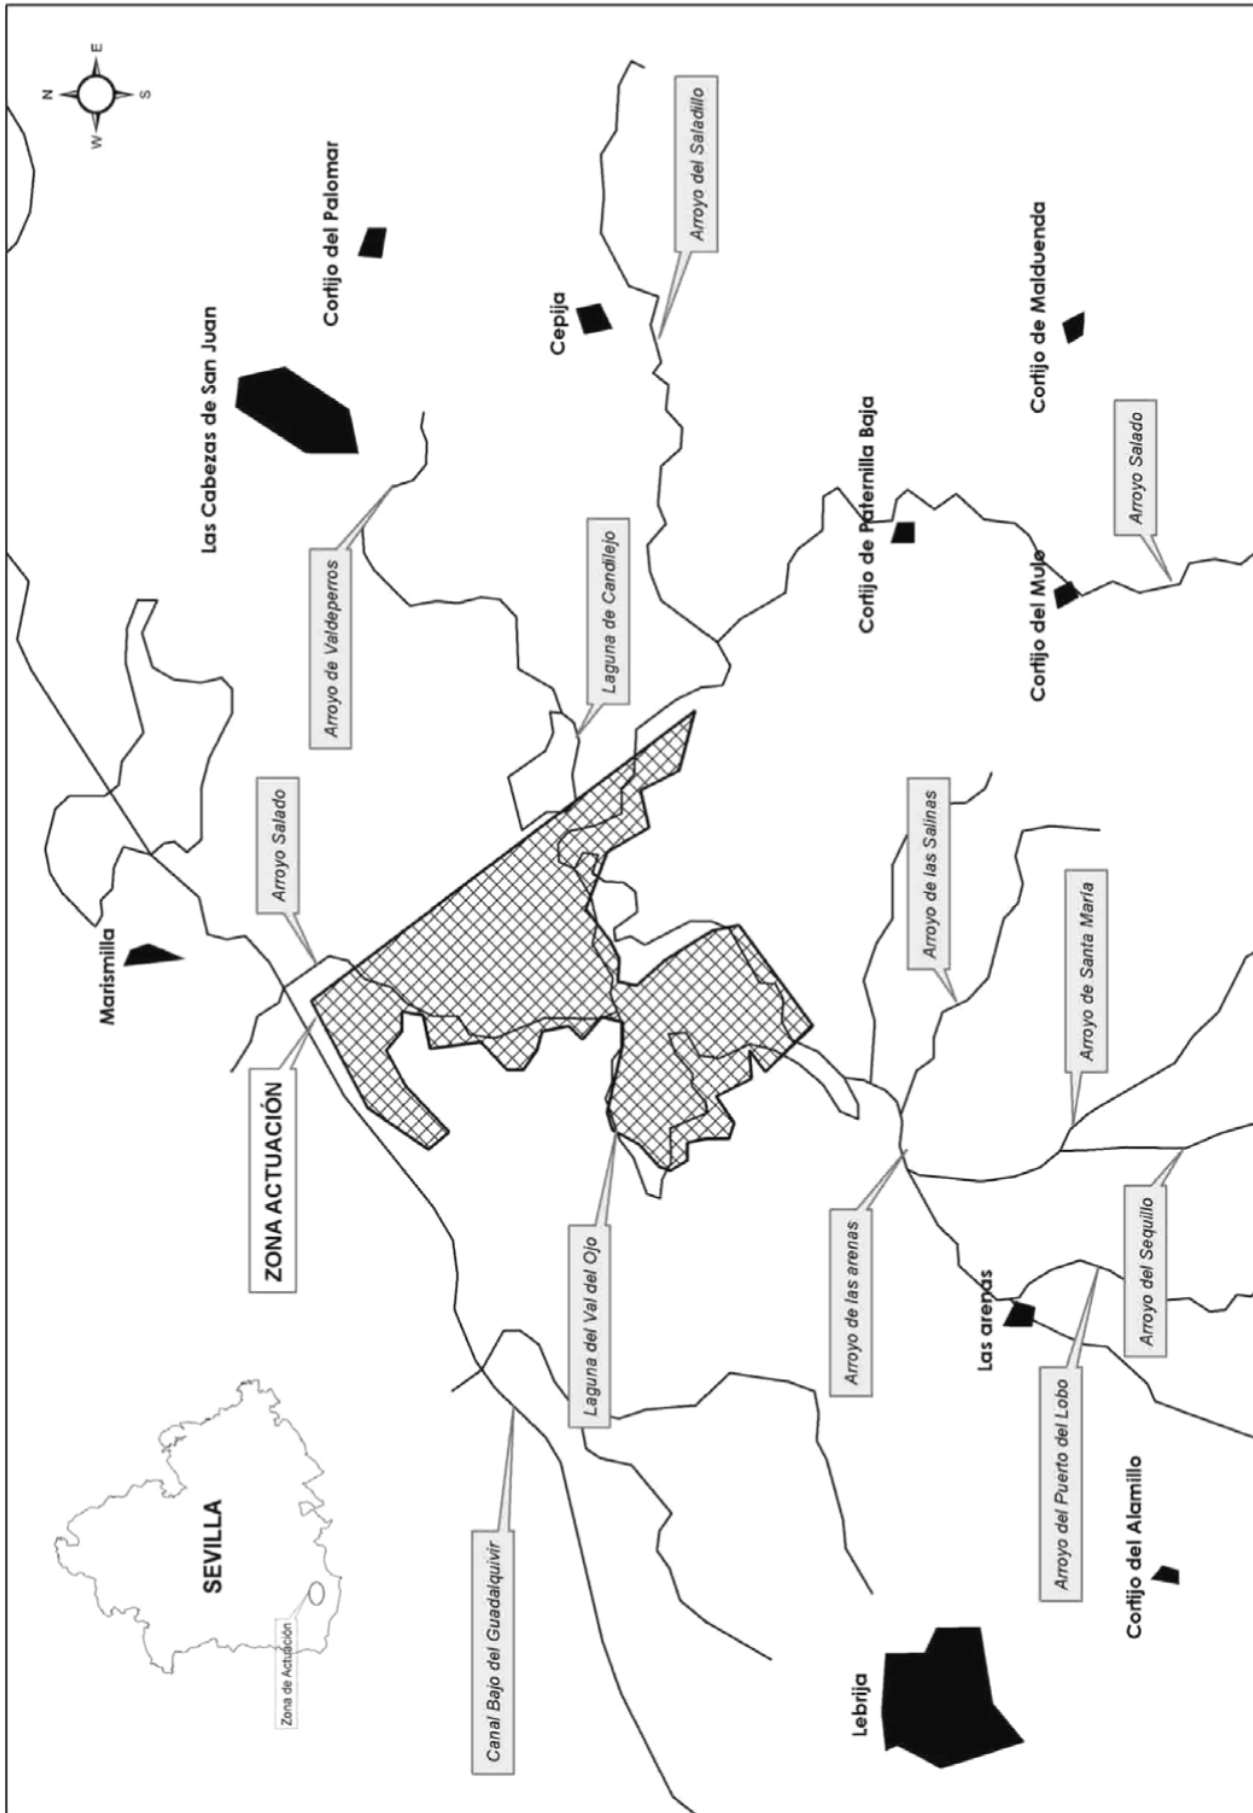 N
W
E
S
Marismilla
SEVILLA
Las Cabezas de San Juan
Zona de Actuación
ZONA ACTUACIÓN
Arroyo Salado
Arroyo de Valdeperros
Cortijo del Palomar
Canal Bajo del Guadalquivir
Cepija
Laguna del Val del Ojo
Laguna de Candilejo
Arroyo del Saladillo
Lebrija
Arroyo de las arenas
Cortijo de Paternilla Baja
Arroyo de las Salinas
Las arenas
Cortijo del Mulo
Cortijo de Malduenda
Arroyo del Puerto del Lobo
Arroyo de Santa María
Cortijo del Alamillo
Arroyo del Sequillo
Arroyo Salado